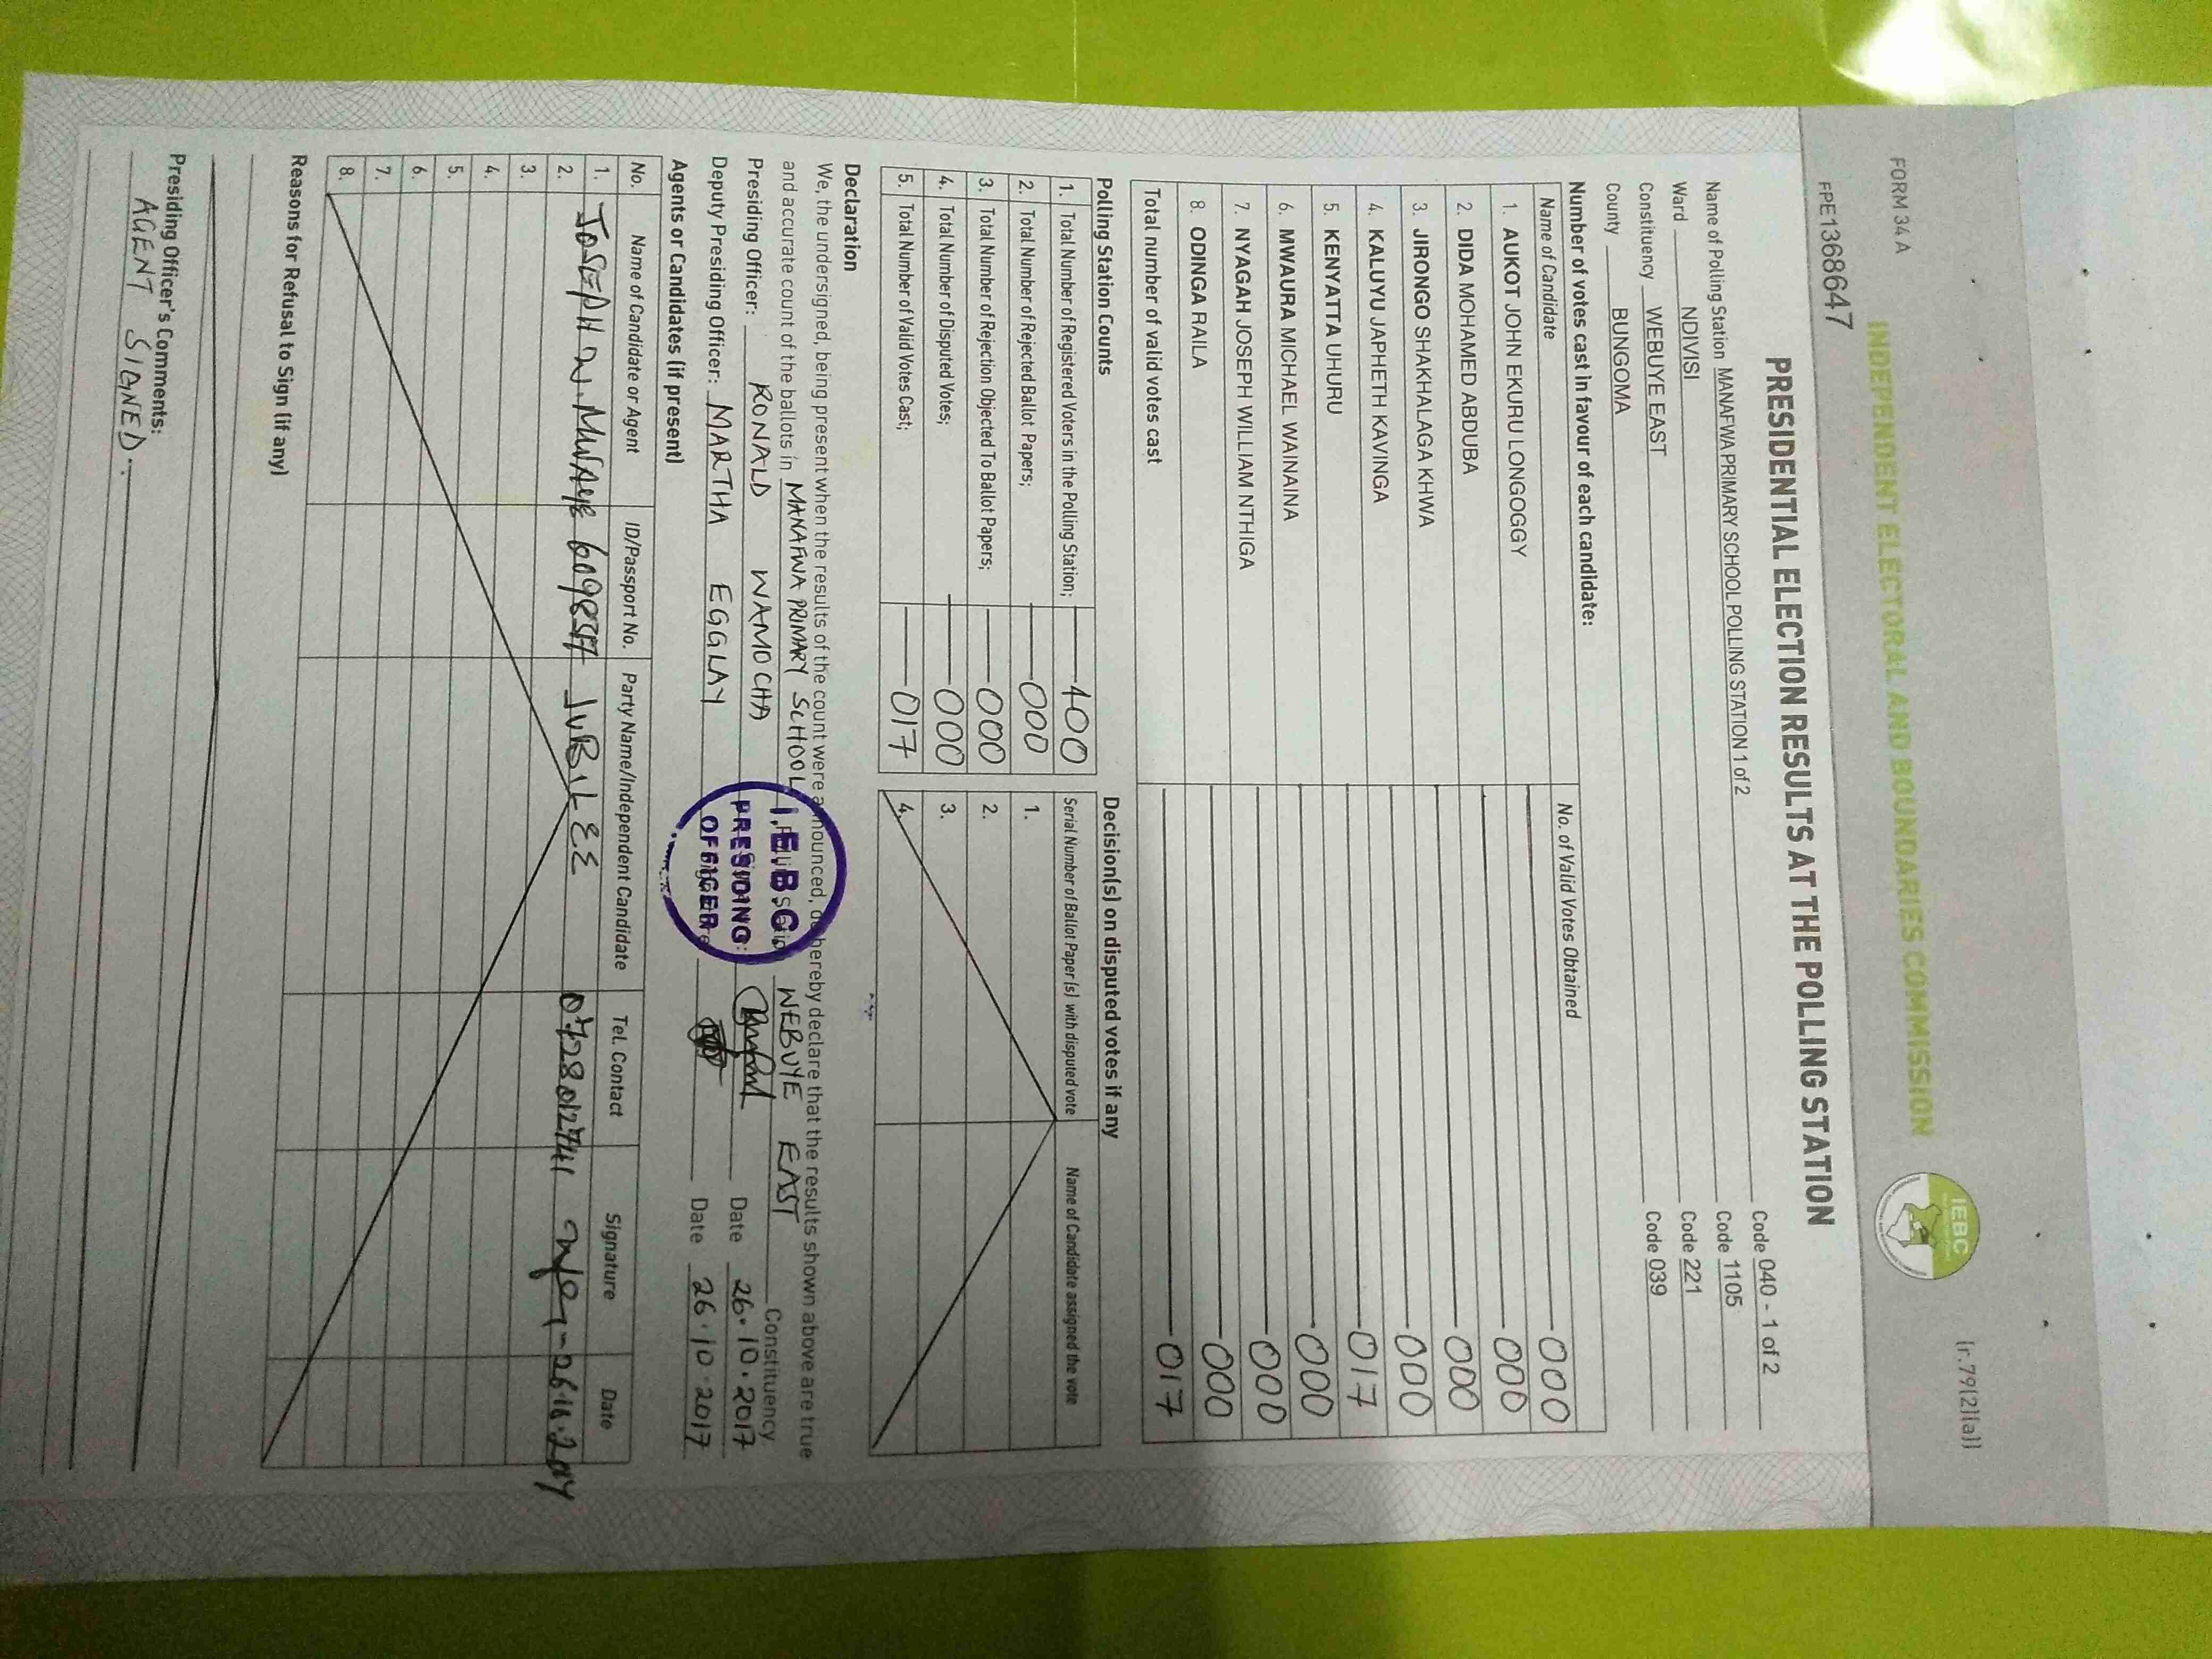 FORM 34 A
(r.79(2)(a))
INDEPENDENT ELECTORAL AND BOUNDARIES COMMISSION
IEBC
FPE1368647
PRESIDENTIAL ELECTION RESULTS AT THE POLLING STATION
Name of Polling Station MANAFWA PRIMARY SCHOOL POLLING STATION 1 of 2 Code 040 - 1 of 2
Ward NDIVISI Code 1105
Constituency WEBUYE EAST Code 221
County BUNGOMA Code 039
Number of votes cast in favour of each candidate:
Name of Candidate No. of Valid Votes Obtained
1. AUKOT JOHN EKURU LONGOGGY 000
2. DIDA MOHAMED ABDUBA 000
3. JIRONGO SHAKHALAGA KHWA 000
4. KALUYU JAPHETH KAVINGA 000
5. KENYATTA UHURU 017
6. MWAURA MICHAEL WAINAINA 000
7. NYAGAH JOSEPH WILLIAM NTHIGA 000
8. ODINGA RAILA 000
Total number of valid votes cast 017
Polling Station Counts
1. Total Number of Registered Voters in the Polling Station; 400
2. Total Number of Rejected Ballot Papers; 000
3. Total Number of Rejection Objected To Ballot Papers; 000
4. Total Number of Disputed Votes; 000
5. Total Number of Valid Votes Cast; 017
Decision(s) on disputed votes if any
Serial Number of Ballot Paper (s) with disputed vote Name of Candidate assigned the vote
1.
2.
3.
4.
Declaration
We, the undersigned, being present when the results of the count were announced, do hereby declare that the results shown above are true
and accurate count of the ballots in MANAFWA PRIMARY SCHOOL WEBUYE EAST Constituency
Presiding Officer: RONALD WAMOCHA Date 26.10.2017
Deputy Presiding Officer: MARTHA EGGLAY Date 26.10.2017
I.E.B.C
PRESIDING
OFFICER
Agents or Candidates (if present)
No. Name of Candidate or Agent ID/Passport No. Party Name/Independent Candidate Tel. Contact Signature Date
1. JOSEPH JUBILEE
2.
3.
4.
5.
6.
7.
8.
Reasons for Refusal to Sign (if any)
Presiding Officer's Comments:
AGENT SIGNED.